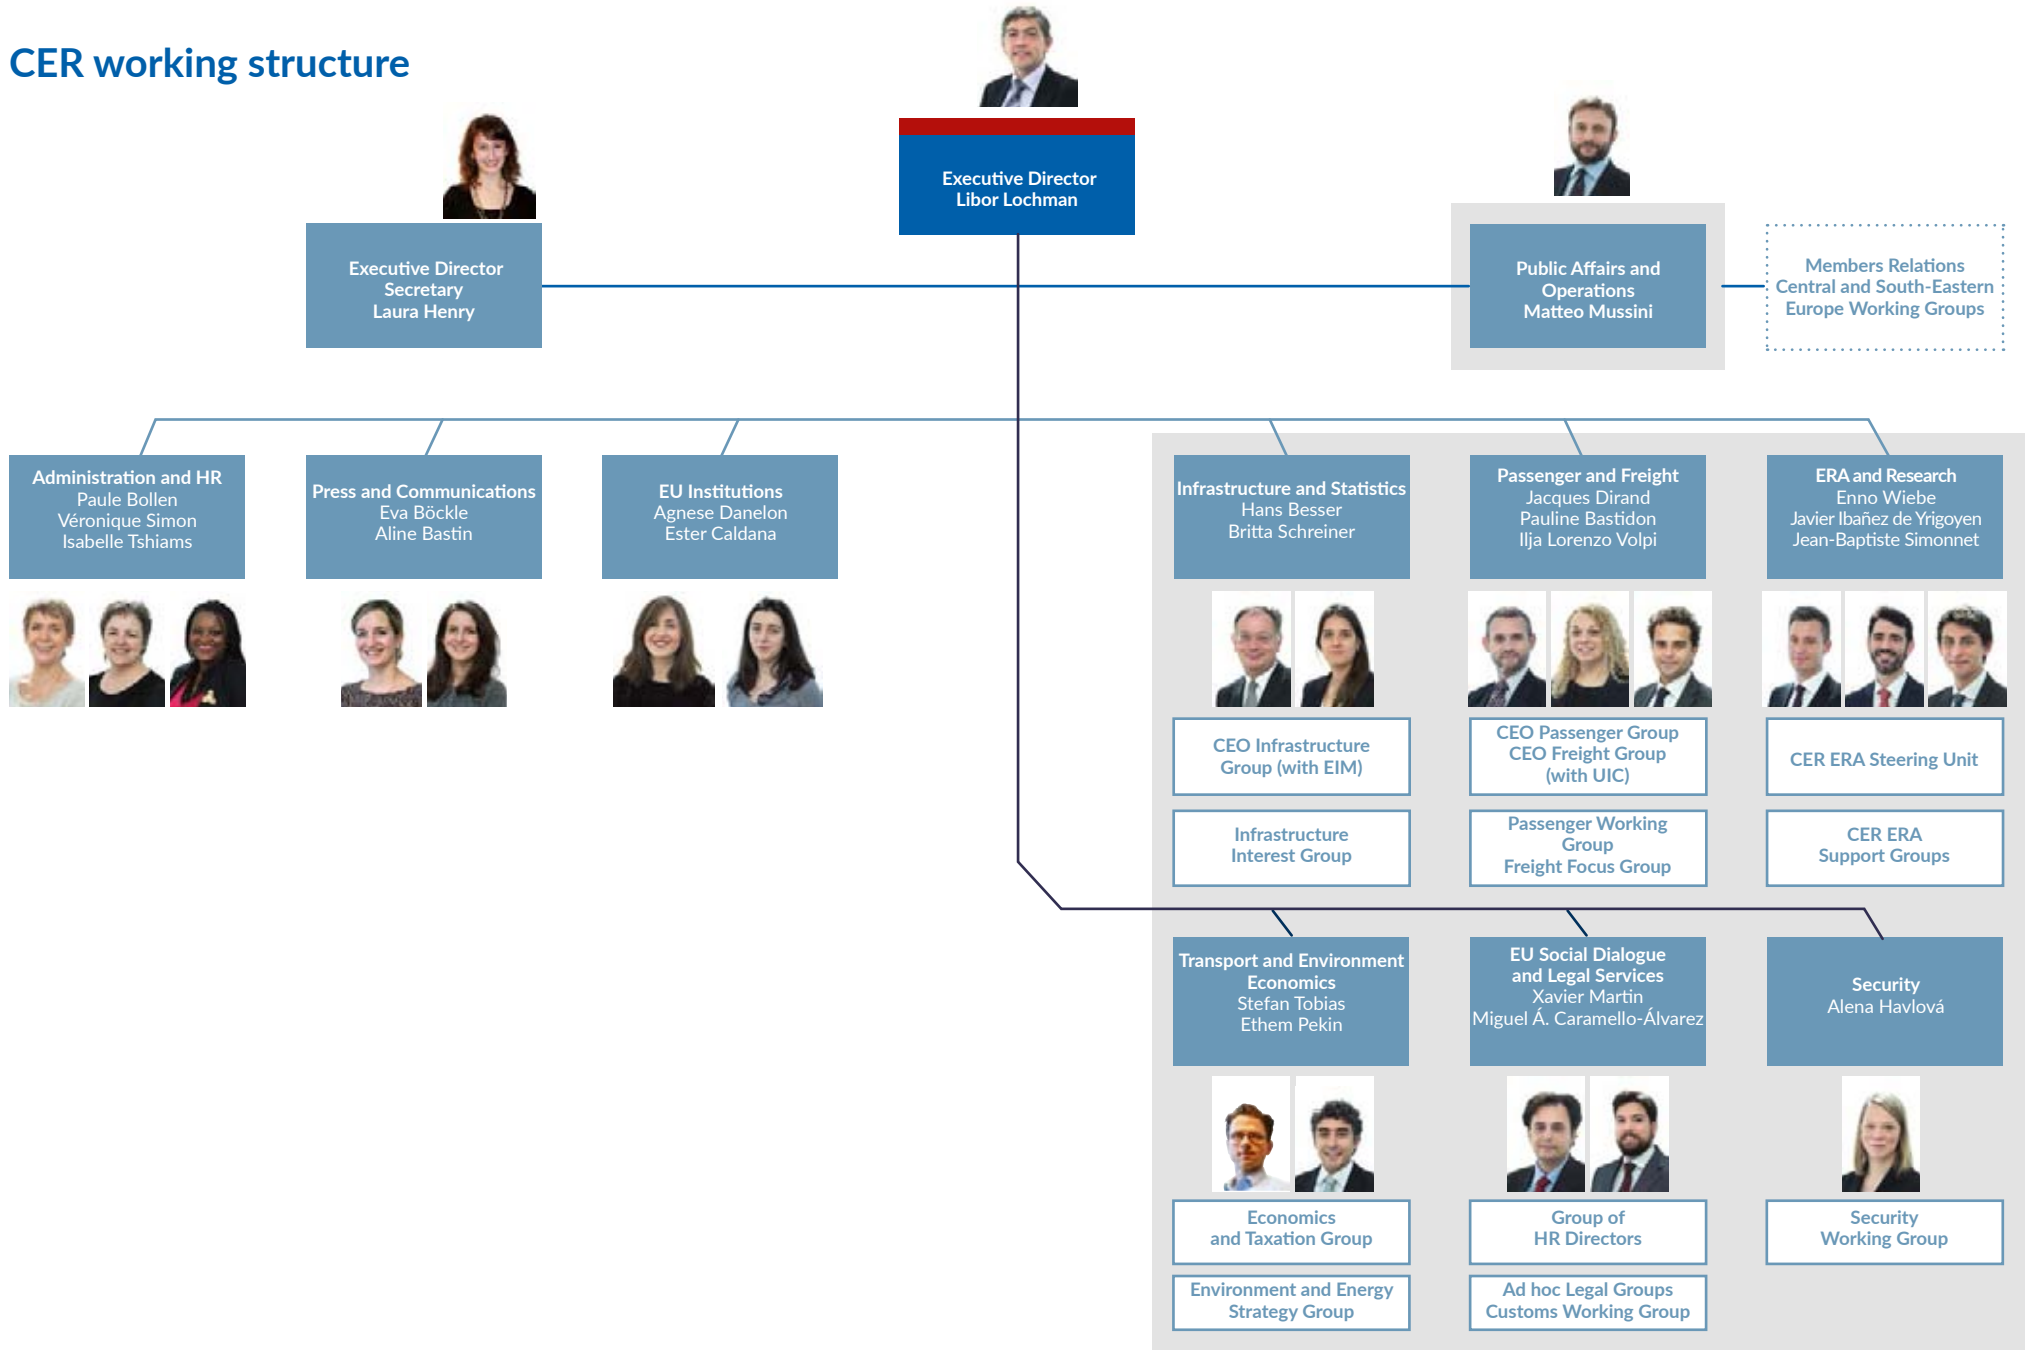 CER working structure
Executive Director
Libor Lochman
Executive Director
Secretary
Laura Henry
Public Affairs and
Operations
Matteo Mussini
Members Relations
Central and South-Eastern
Europe Working Groups
Administration and HR
Paule Bollen
Véronique Simon
Isabelle Tshiams
Press and Communications
Eva Böckle
Aline Bastin
EU Institutions
Agnese Danelon
Ester Caldana
Infrastructure and Statistics
Hans Besser
Britta Schreiner
Passenger and Freight
Jacques Dirand
Pauline Bastidon
Ilja Lorenzo Volpi
ERA and Research
Enno Wiebe
Javier Ibañez de Yrigoyen
Jean-Baptiste Simonnet
CEO Infrastructure
Group (with EIM)
CEO Passenger Group
CEO Freight Group
(with UIC)
CER ERA Steering Unit
Infrastructure
Interest Group
Passenger Working
Group
Freight Focus Group
CER ERA
Support Groups
Transport and Environment
Economics
Stefan Tobias
Ethem Pekin
EU Social Dialogue
and Legal Services
Xavier Martin
Miguel Á. Caramello-Álvarez
Security
Alena Havlová
Economics
and Taxation Group
Group of
HR Directors
Security
Working Group
Environment and Energy
Strategy Group
Ad hoc Legal Groups
Customs Working Group